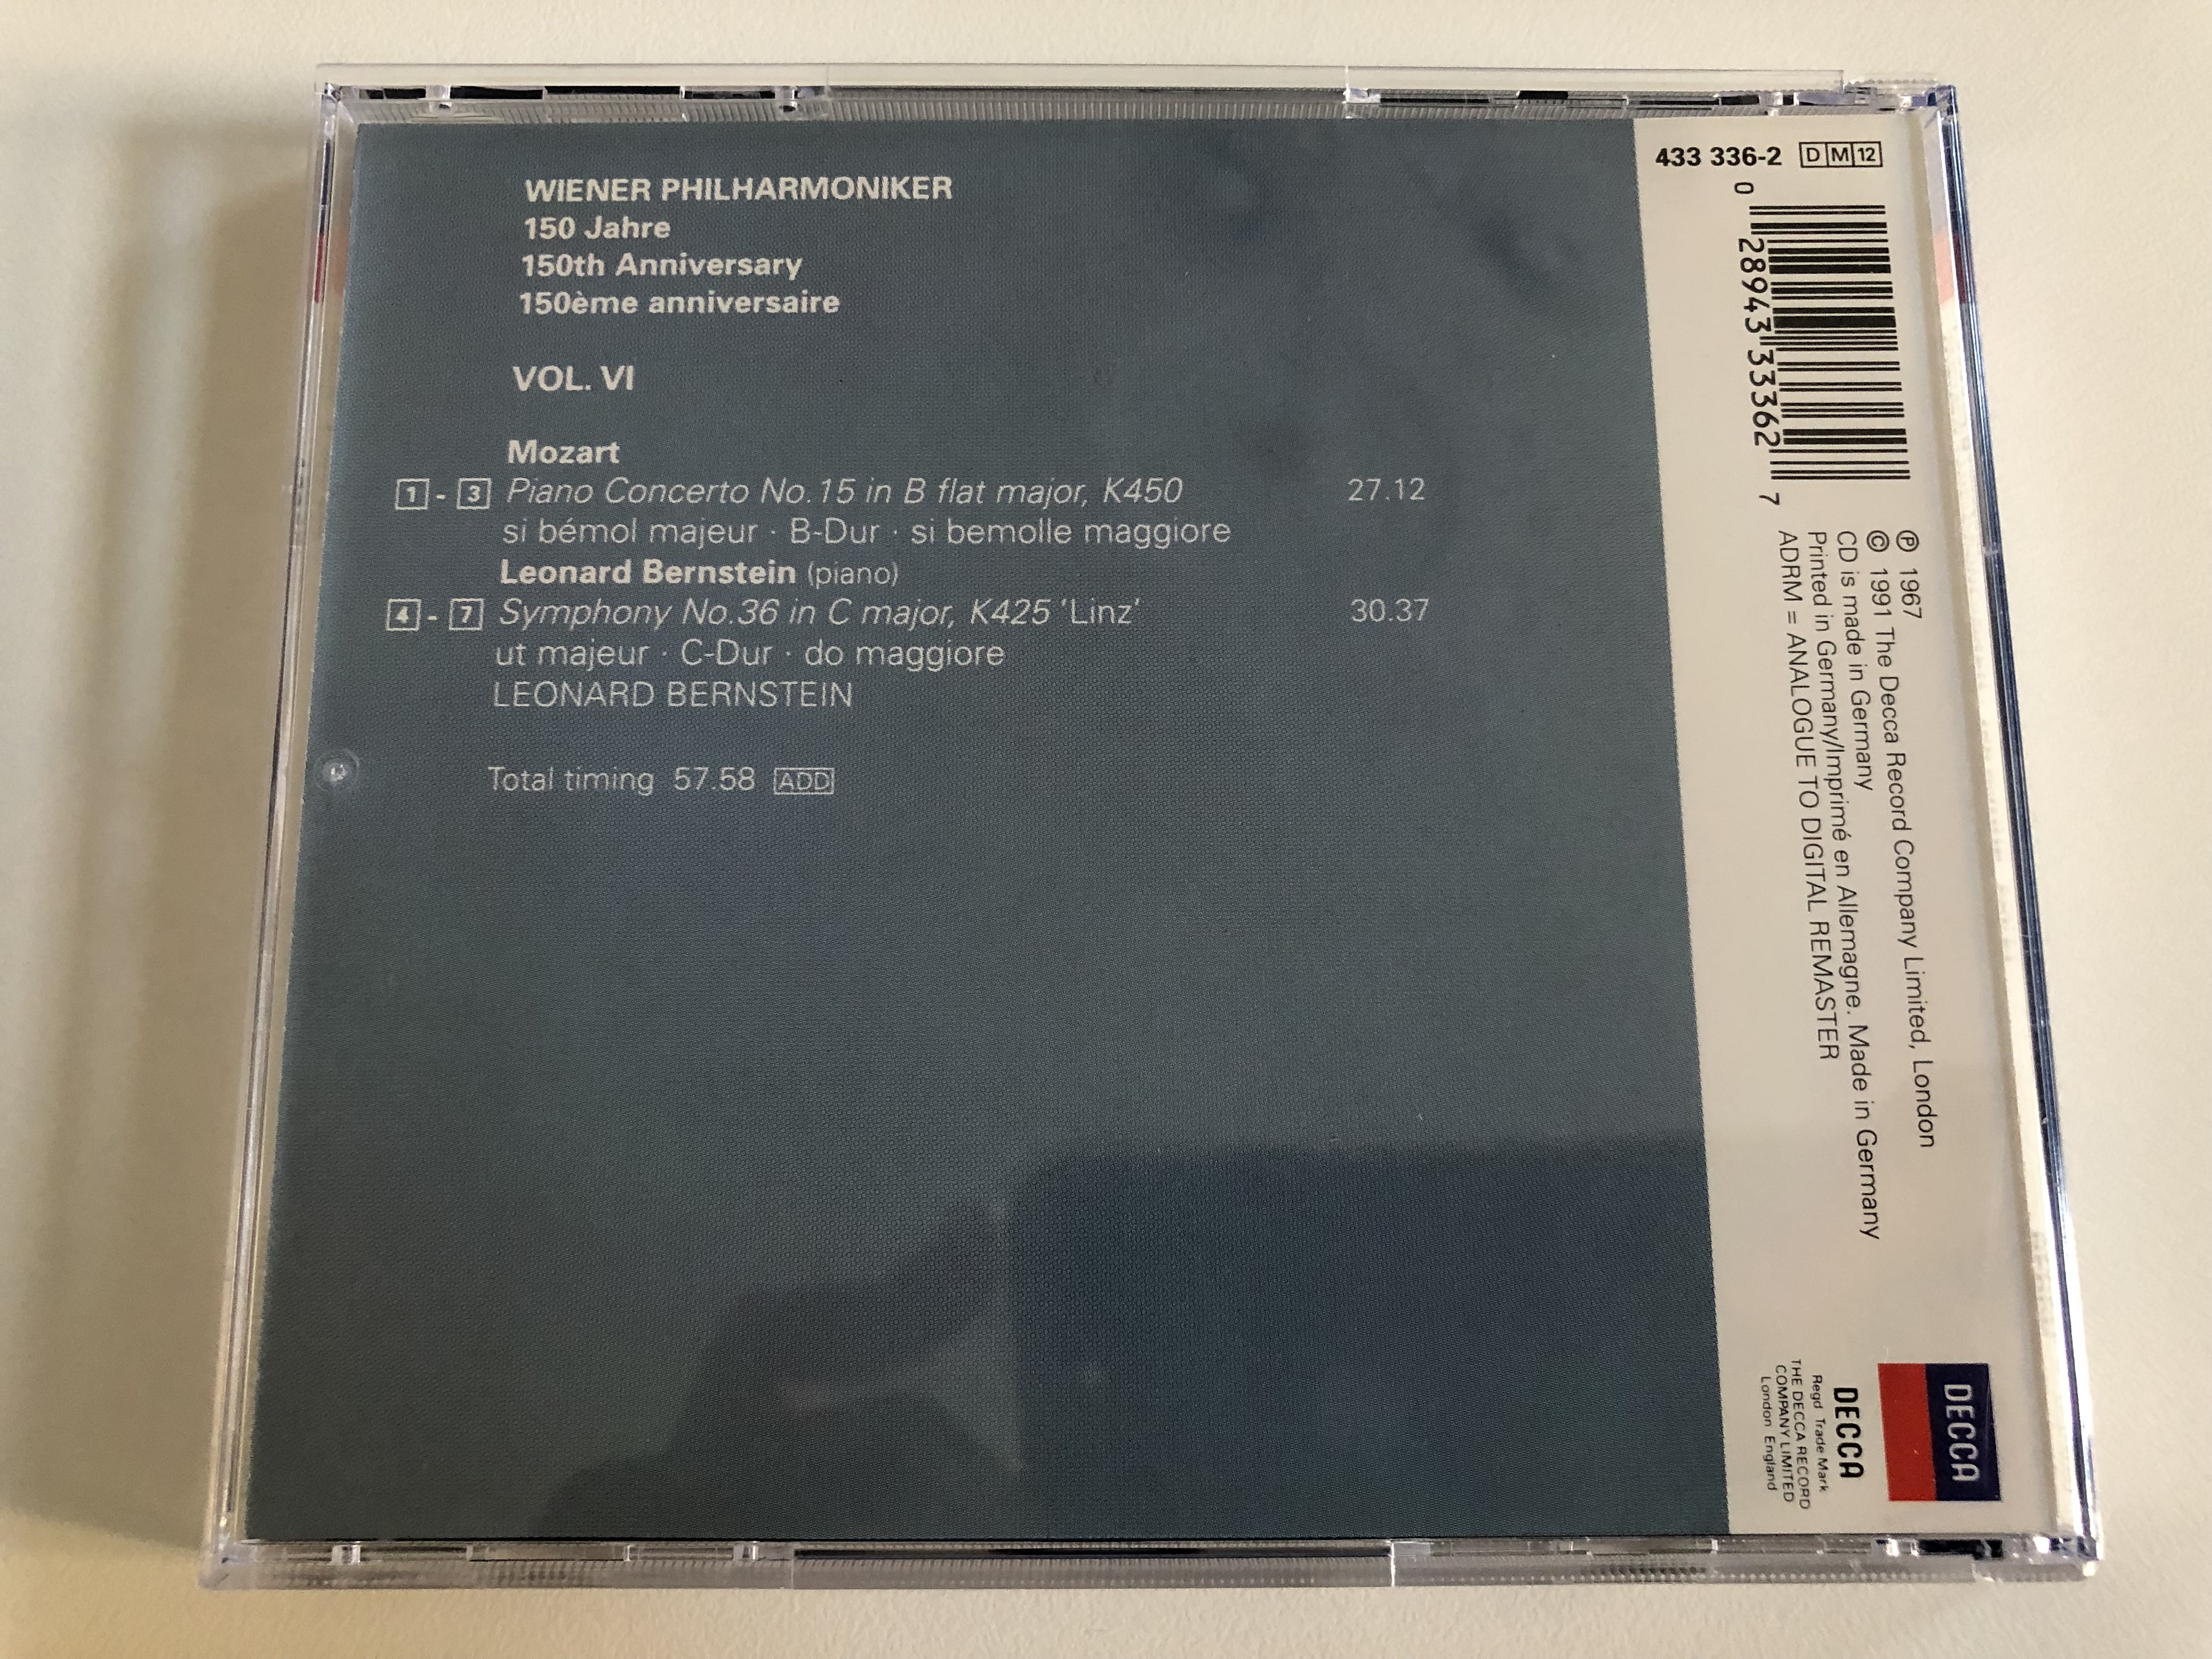 WIENER PHILHARMONIKER
150 Jahre
150th Anniversary
150ème anniversaire
VOL. VI
Mozart
1 - 3 Piano Concerto No.15 in B flat major, K450 27.12
si bémol majeur · B-Dur · si bemolle maggiore
Leonard Bernstein (piano)
4 - 7 Symphony No.36 in C major, K425 'Linz' 30.37
ut majeur · C-Dur · do maggiore
LEONARD BERNSTEIN
Total timing 57.58 ADD
433 336-2 D M 12
0 28943 33362 7
℗ 1967
© 1991 The Decca Record Company Limited, London
CD is made in Germany
Printed in Germany/Imprimé en Allemagne. Made in Germany
ADRM = ANALOGUE TO DIGITAL REMASTER
DECCA
DECCA
Regd Trade Mark
THE DECCA RECORD
COMPANY LIMITED
London England